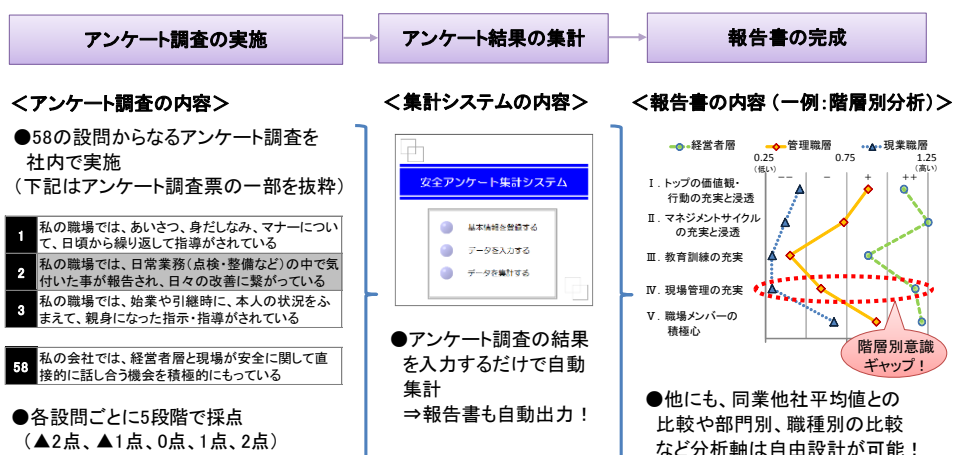 アンケート調査の実施
アンケート結果の集計
報告書の完成
＜アンケート調査の内容＞
●58の設問からなるアンケート調査を
社内で実施
（下記はアンケート調査票の一部を抜粋）
1 私の職場では、あいさつ、身だしなみ、マナーについ
て、日頃から繰り返して指導がされている
2 私の職場では、日常業務（点検・整備など）の中で気
付いた事が報告され、日々の改善に繋がっている
3 私の職場では、始業や引継時に、本人の状況をふ
まえて、親身になった指示・指導がされている
58 私の会社では、経営者層と現場が安全に関して直
接的に話し合う機会を積極的にもっている
●各設問ごとに5段階で採点
（▲2点、▲1点、0点、1点、2点）
＜集計システムの内容＞
安全アンケート集計システム
基本情報を登録する
データを入力する
データを集計する
●アンケート調査の結果
を入力するだけで自動
集計
⇒報告書も自動出力！
＜報告書の内容（一例：階層別分析）＞
経営者層 管理職層 現業職層
0.25 0.75 1.25
（低い） （高い）
－－ － ＋ ＋＋
Ⅰ．トップの価値観・
行動の充実と浸透
Ⅱ．マネジメントサイクル
の充実と浸透
Ⅲ．教育訓練の充実
Ⅳ．現場管理の充実
Ⅴ．職場メンバーの
積極心
階層別意識
ギャップ！
●他にも、同業他社平均値との
比較や部門別、職種別の比較
など分析軸は自由設計が可能！